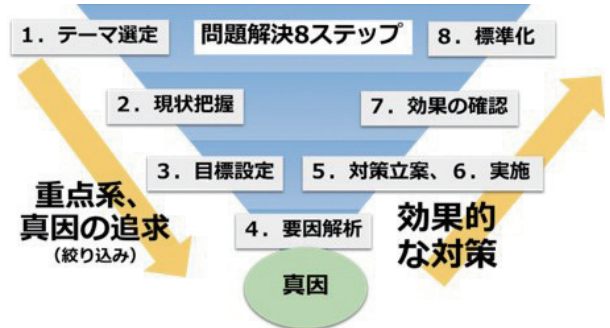 1．テーマ選定
問題解決8ステップ
8．標準化
2．現状把握
7．効果の確認
3．目標設定
5．対策立案、6．実施
重点系、
真因の追求
（絞り込み）
4．要因解析
効果的
な対策
真因